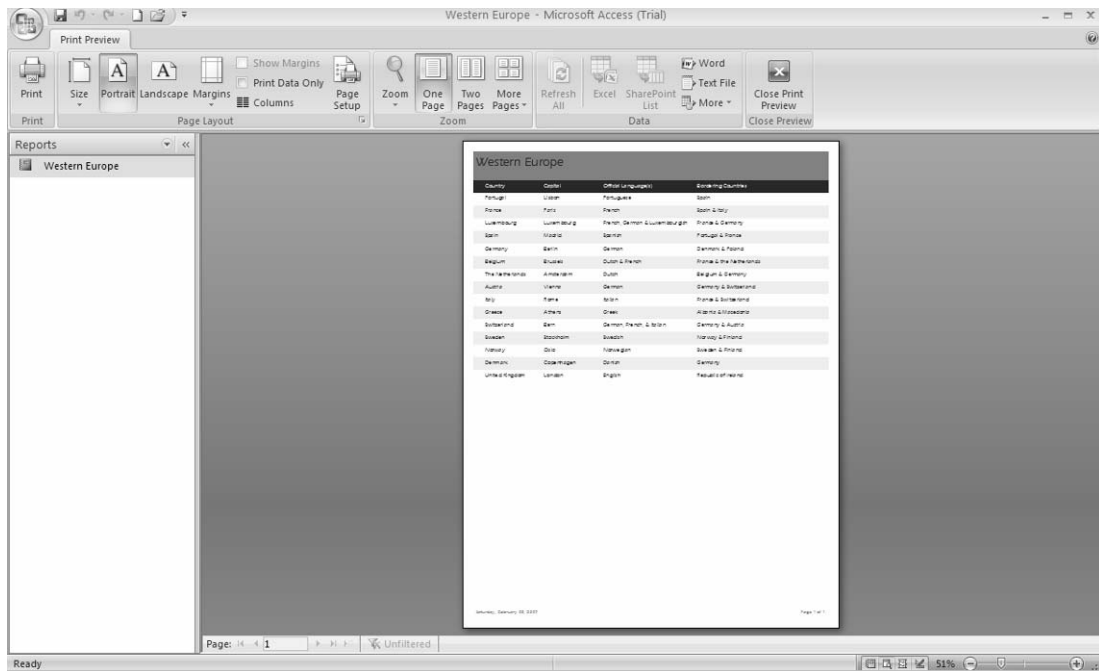 Western Europe - Microsoft Access (Trial)
Print Preview
Show Margins
Print Data Only
Columns
Print
Size
Portrait
Landscape
Margins
Page Setup
Zoom
One Page
Two Pages
More Pages
Refresh All
Excel
SharePoint List
Word
Text File
More
Close Print Preview
Print
Page Layout
Zoom
Data
Close Preview
Reports
Western Europe
Western Europe
Country Capital Official Language(s) Bordering Countries
Portugal Lisbon Portuguese Spain
France Paris French Spain & Italy
Luxembourg Luxembourg French, German & Luxembourgish France & Germany
Spain Madrid Spanish Portugal & France
Germany Berlin German Denmark & Poland
Belgium Brussels Dutch & French France & the Netherlands
The Netherlands Amsterdam Dutch Belgium & Germany
Austria Vienna German Germany & Switzerland
Italy Rome Italian France & Switzerland
Greece Athens Greek Albania & Macedonia
Switzerland Bern German, French, & Italian Germany & Austria
Sweden Stockholm Swedish Norway & Finland
Norway Oslo Norwegian Sweden & Finland
Denmark Copenhagen Danish Germany
United Kingdom London English Republic of Ireland
Page 1 of 1
Page: 1
Unfiltered
Ready
51%